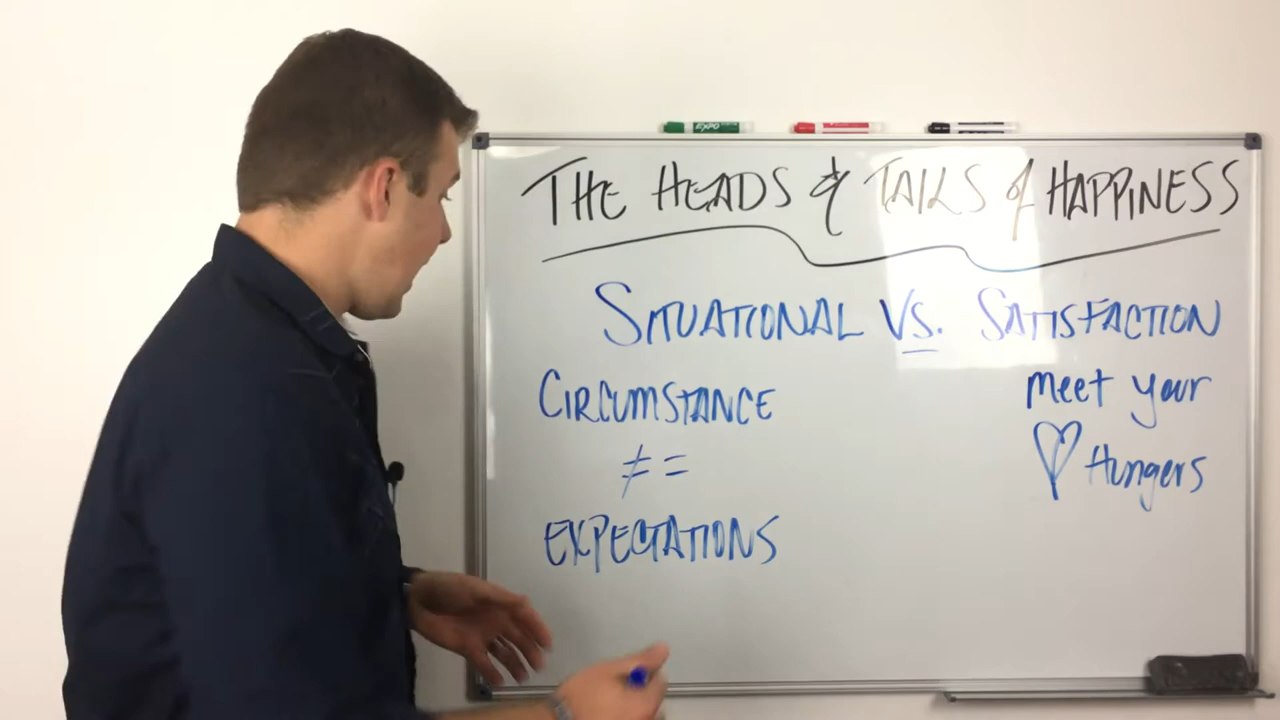 EXPO
THE HEADS & TAILS of HAPPINESS
SITUATIONAL VS. SATISFACTION
CIRCUMSTANCE
≠ =
EXPECTATIONS
meet your
♡ Hungers